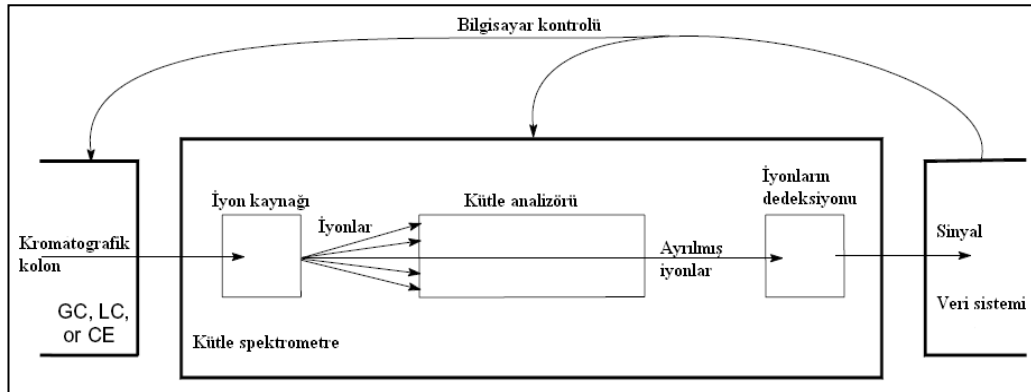 Bilgisayar kontrolü
İyon kaynağı
İyonlar
Kütle analizörü
İyonların
dedeksiyonu
Kromatografik
kolon
Ayrılmış
iyonlar
Sinyal
GC, LC,
or CE
Veri sistemi
Kütle spektrometre